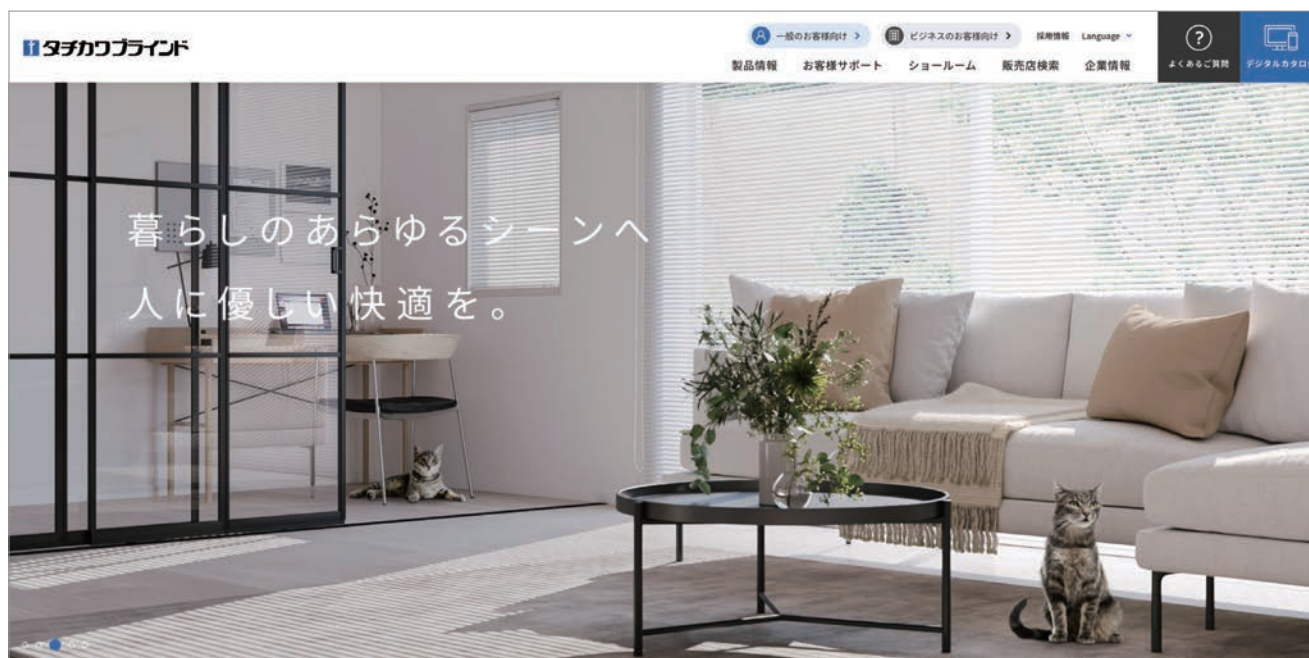 タチカワブラインド
一般のお客様向け
ビジネスのお客様向け
採用情報
Language
製品情報
お客様サポート
ショールーム
販売店検索
企業情報
?
よくあるご質問
デジタルカタロ
暮らしのあらゆるシーンへ
人に優しい快適を。